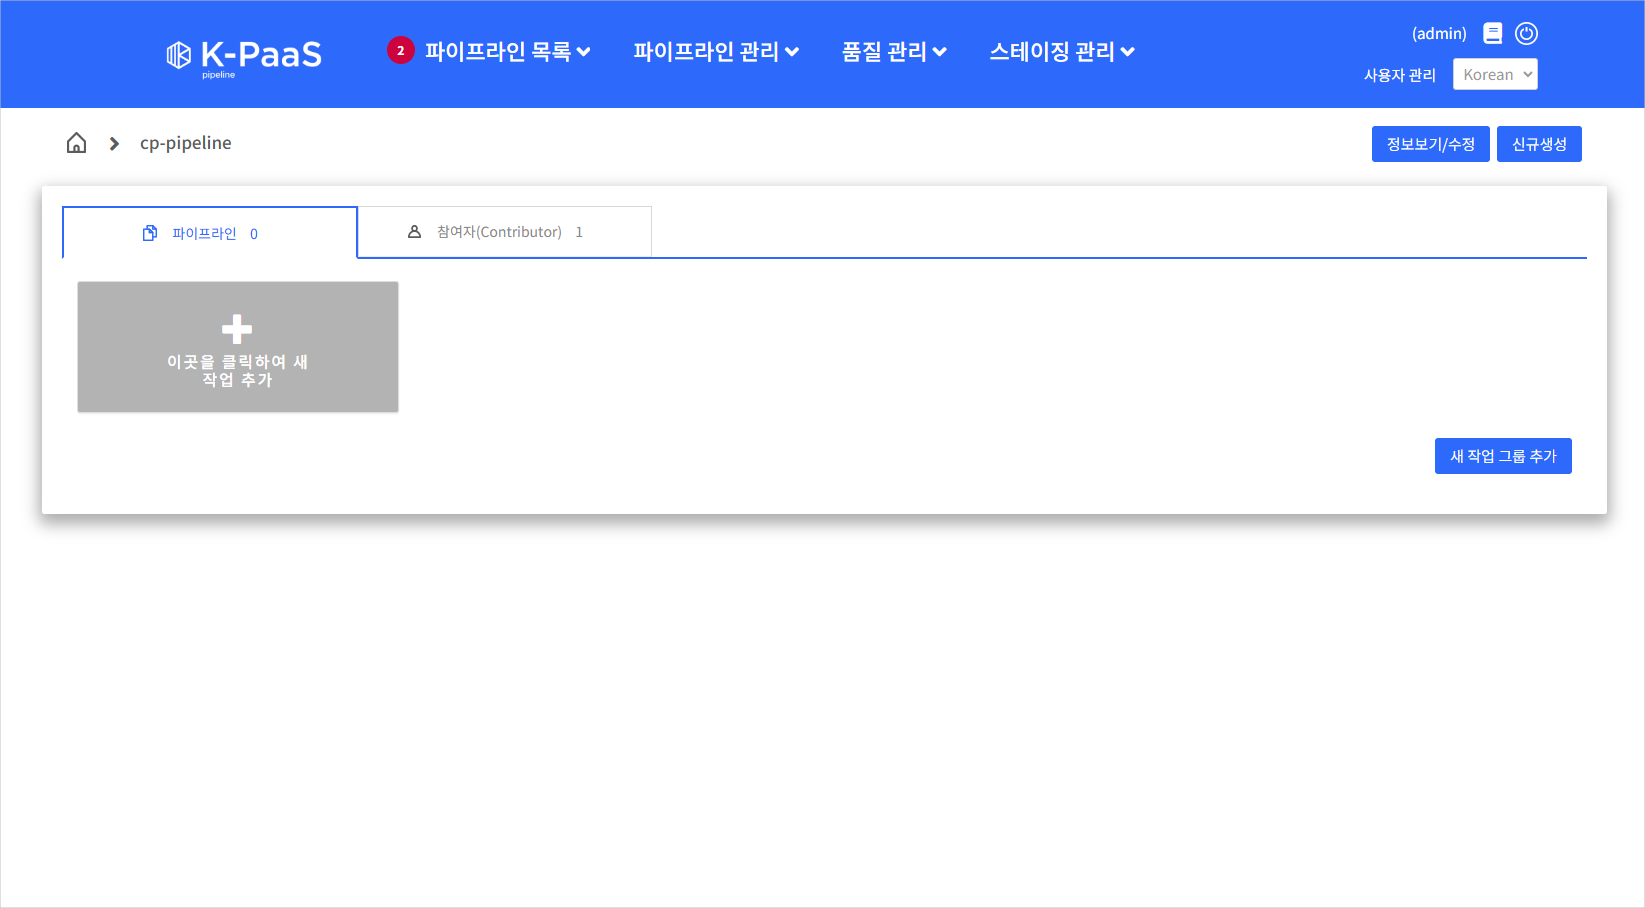 K-PaaS
pipeline
2
파이프라인 목록
파이프라인 관리
품질 관리
스테이징 관리
(admin)
사용자 관리
Korean
cp-pipeline
정보보기/수정
신규생성
파이프라인 0
참여자(Contributor) 1
이곳을 클릭하여 새
작업 추가
새 작업 그룹 추가